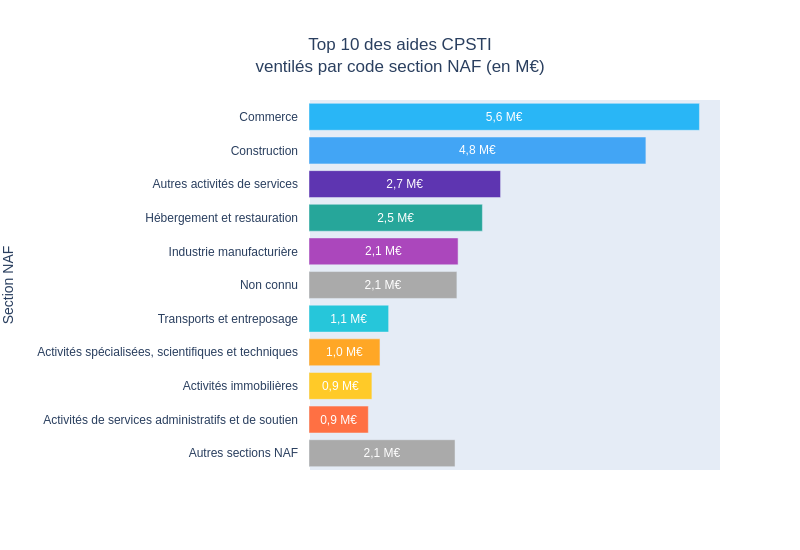 Top 10 des aides CPSTI
ventilés par code section NAF (en M€)
Section NAF
Commerce 5,6 M€
Construction 4,8 M€
Autres activités de services 2,7 M€
Hébergement et restauration 2,5 M€
Industrie manufacturière 2,1 M€
Non connu 2,1 M€
Transports et entreposage 1,1 M€
Activités spécialisées, scientifiques et techniques 1,0 M€
Activités immobilières 0,9 M€
Activités de services administratifs et de soutien 0,9 M€
Autres sections NAF 2,1 M€